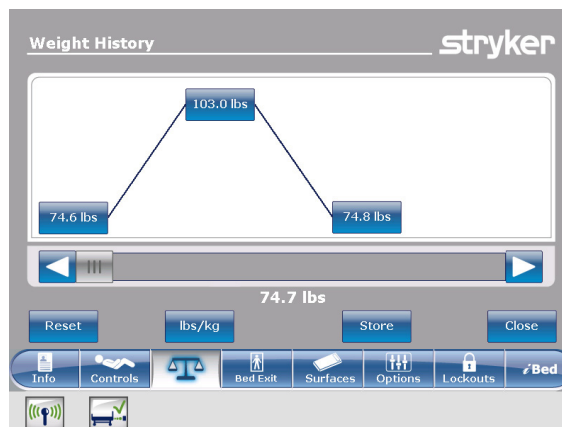 Weight History
stryker
103.0 lbs
74.6 lbs
74.8 lbs
74.7 lbs
Reset
lbs/kg
Store
Close
Info
Controls
Bed Exit
Surfaces
Options
Lockouts
iBed